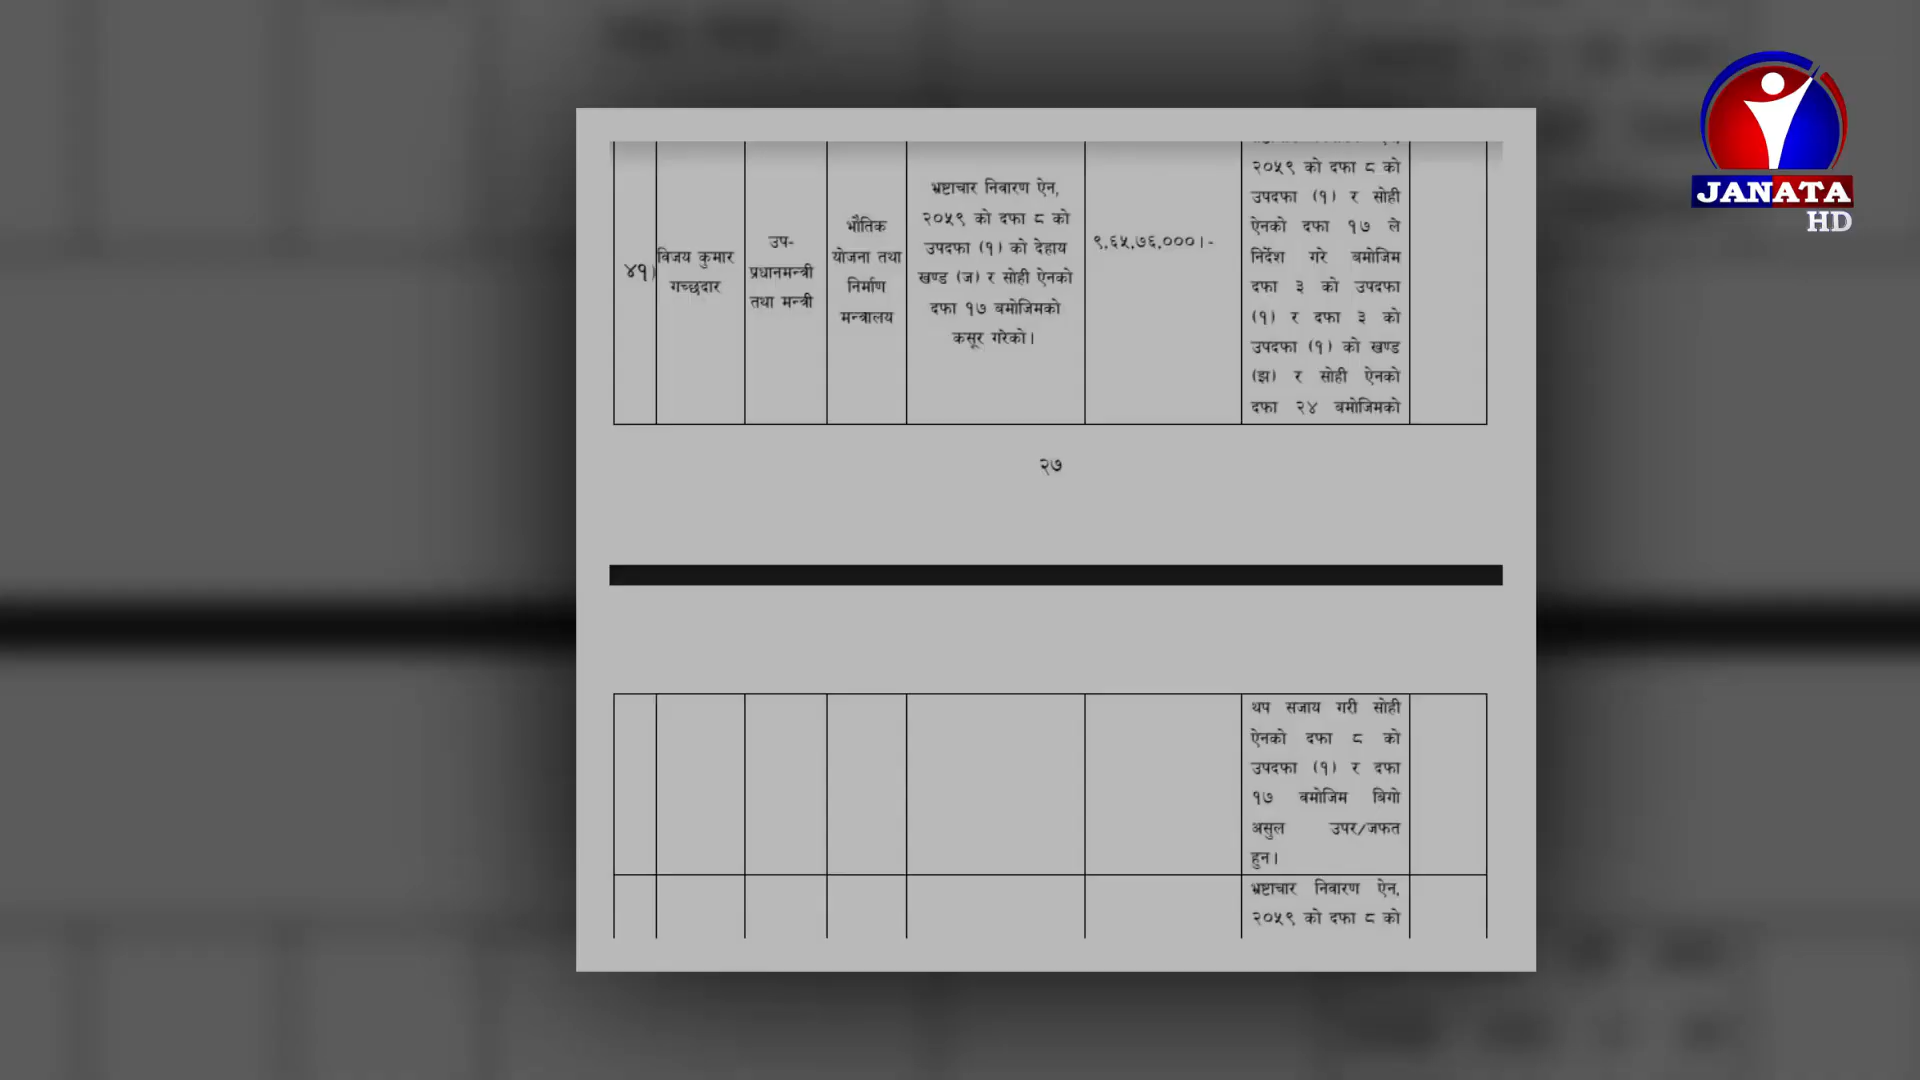 JANATA
HD
४१)
विजय कुमार
गच्छदार
उप-
प्रधानमन्त्री
तथा मन्त्री
भौतिक
योजना तथा
निर्माण
मन्त्रालय
भ्रष्टाचार निवारण ऐन,
२०५९ को दफा ८ को
उपदफा (१) को देहाय
खण्ड (ज) र सोही ऐनको
दफा १७ बमोजिमको
कसूर गरेको।
९,६५,७६,०००।-
२०५९ को दफा ८ को
उपदफा (१) र सोही
ऐनको दफा १७ ले
निर्देश गरे बमोजिम
दफा ३ को उपदफा
(१) र दफा ३ को
उपदफा (१) को खण्ड
(झ) र सोही ऐनको
दफा २४ बमोजिमको
२७
थप सजाय गरी सोही
ऐनको दफा ८ को
उपदफा (१) र दफा
१७ बमोजिम बिगो
असुल उपर/जफत
हुन।
भ्रष्टाचार निवारण ऐन,
२०५९ को दफा ८ को